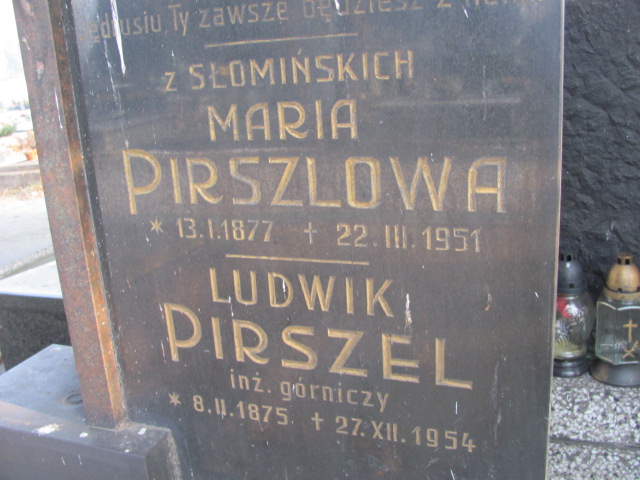 Jędrusiu Ty zawsze będziesz z
z SŁOMIŃSKICH
MARIA
PIRSZLOWA
* 13.I.1877 + 22.III.1951
LUDWIK
PIRSZEL
inż. górniczy
* 8.II.1875 + 27.XII.1954